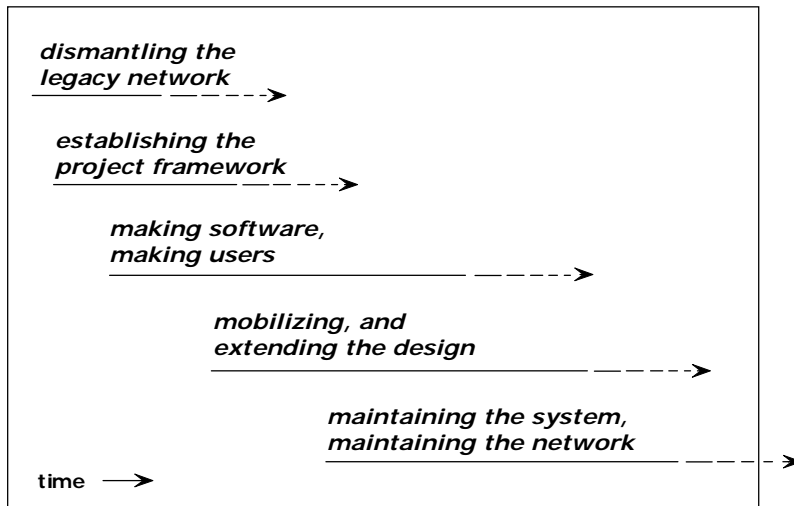 dismantling the
legacy network
establishing the
project framework
making software,
making users
mobilizing, and
extending the design
maintaining the system,
maintaining the network
time